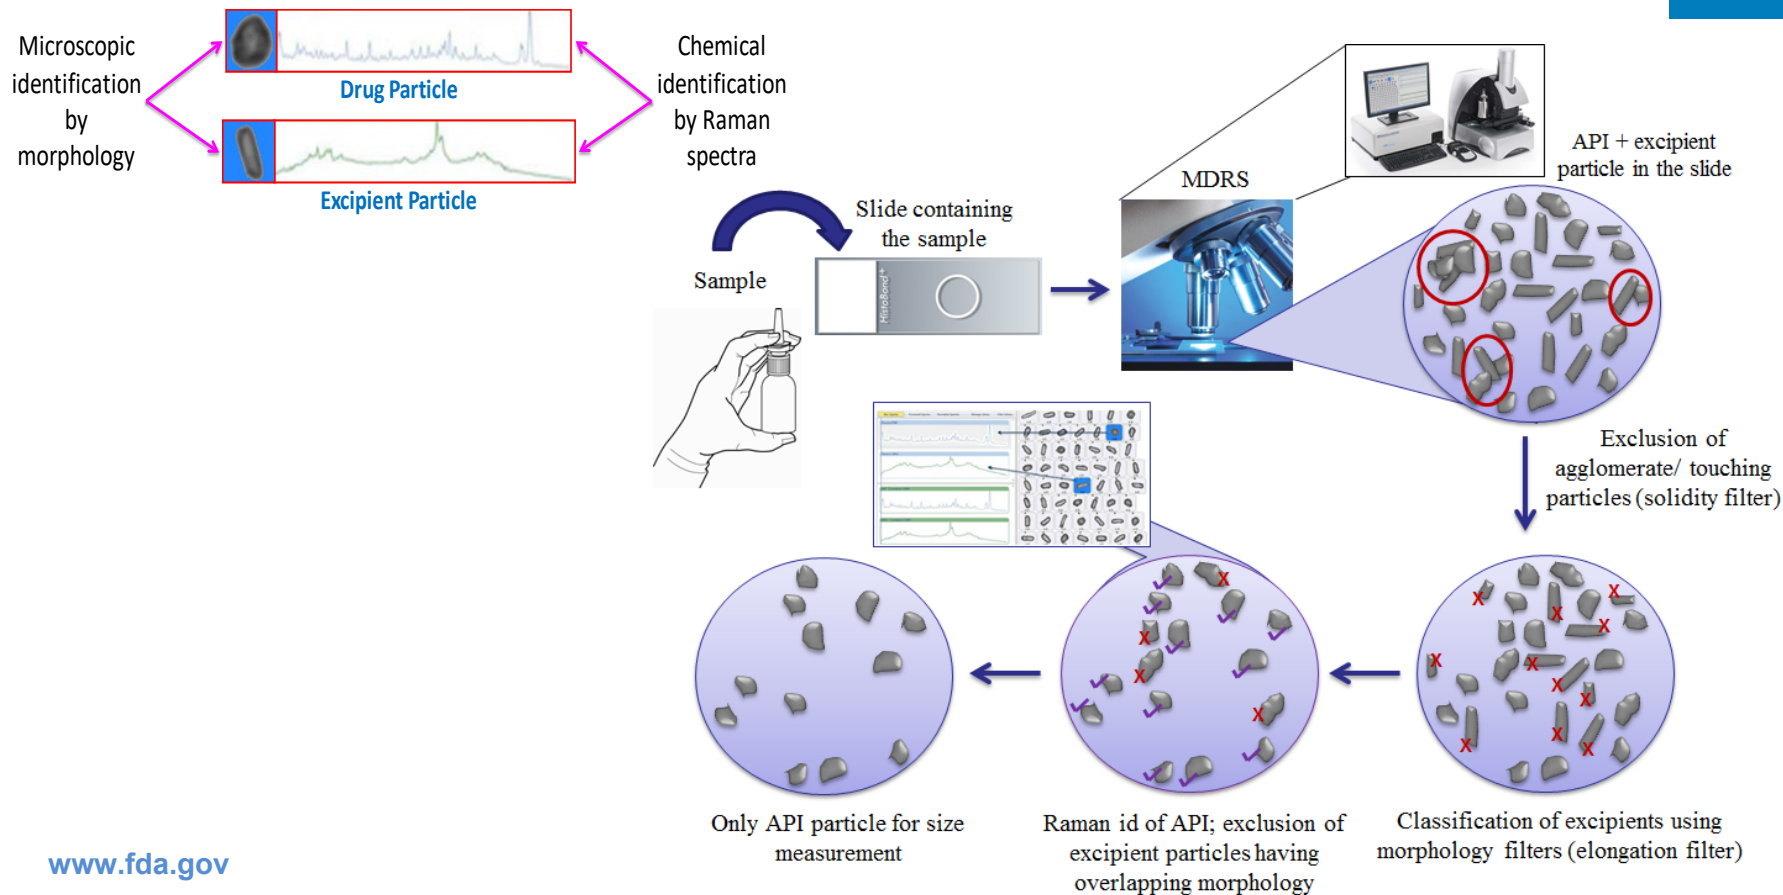 Microscopic
identification
by
morphology
Drug Particle
Excipient Particle
Chemical
identification
by Raman
spectra
Sample
Slide containing
the sample
HistoBond+
MDRS
API + excipient
particle in the slide
Exclusion of
agglomerate/ touching
particles (solidity filter)
X
X
X
X
X
X
X
X
X
X
X
X
Classification of excipients using
morphology filters (elongation filter)
X
X
X
X
Raman id of API; exclusion of
excipient particles having
overlapping morphology
Only API particle for size
measurement
www.fda.gov